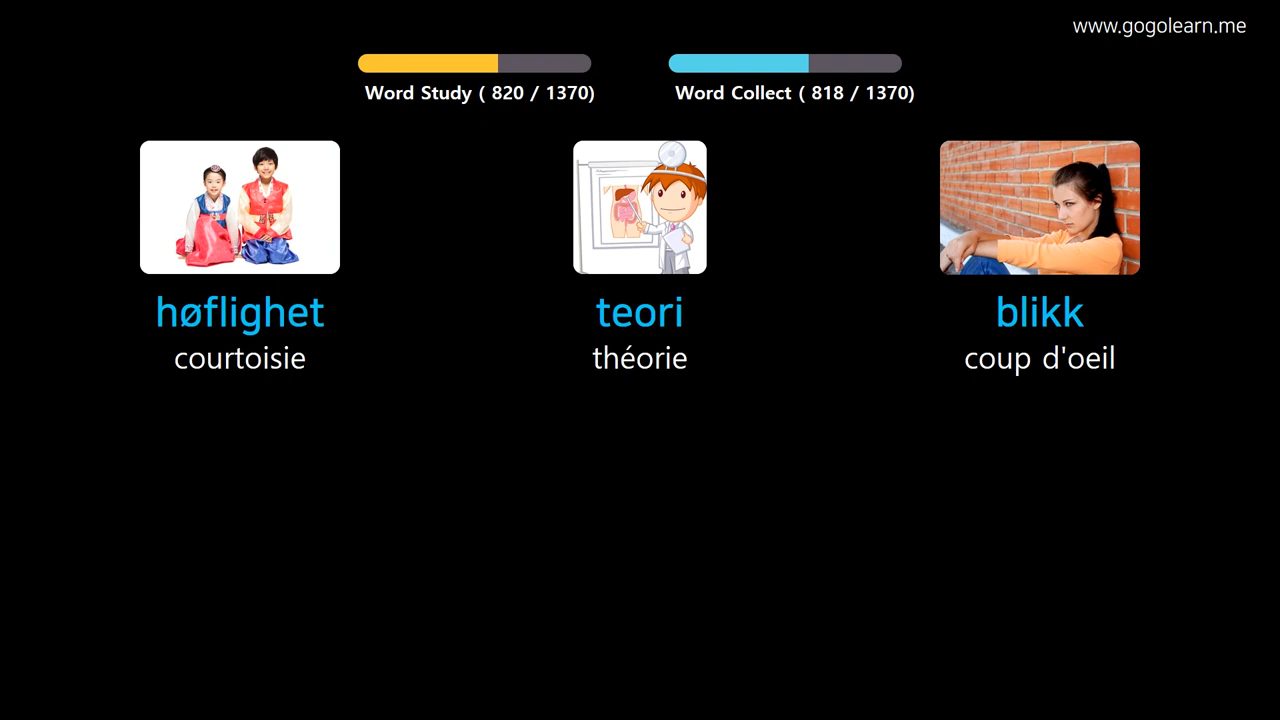 www.gogolearn.me
Word Study ( 820 / 1370)
Word Collect ( 818 / 1370)
høflighet
courtoisie
teori
théorie
blikk
coup d'oeil